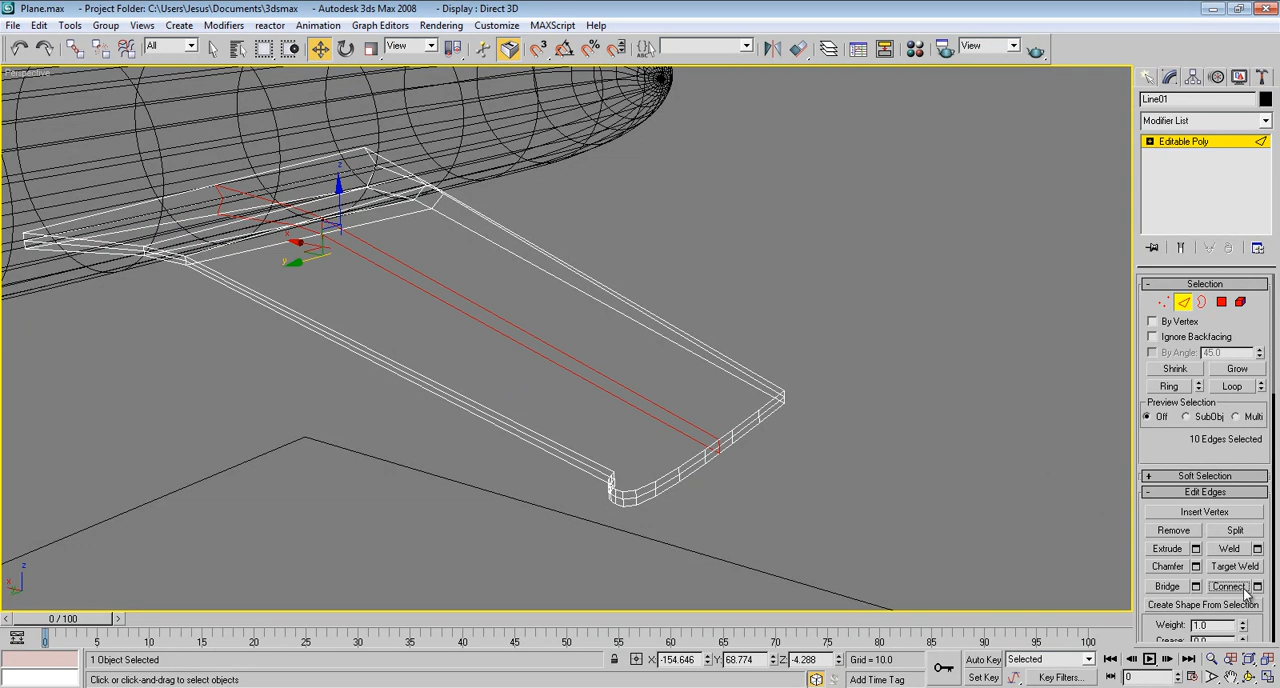 Plane.max - Project Folder: C:\Users\Jesus\Documents\3dsmax - Autodesk 3ds Max 2008 - Display : Direct 3D
File Edit Tools Group Views Create Modifiers reactor Animation Graph Editors Rendering Customize MAXScript Help
All View View
Perspective
Line01
Modifier List
Editable Poly
Selection
By Vertex
Ignore Backfacing
By Angle: 45.0
Shrink Grow
Ring Loop
Preview Selection
Off SubObj Multi
10 Edges Selected
Soft Selection
Edit Edges
Insert Vertex
Remove Split
Extrude Weld
Chamfer Target Weld
Bridge Connect
Create Shape From Selection
Weight: 1.0
z
x
y
z
x
0 / 100
0 5 10 15 20 25 30 35 40 45 50 55 60 65 70 75 80 85 90 95 100
1 Object Selected X: -154.646 Y: 68.774 Z: -4.288 Grid = 10.0 Auto Key Selected
Click or click-and-drag to select objects Add Time Tag Set Key Key Filters... 0